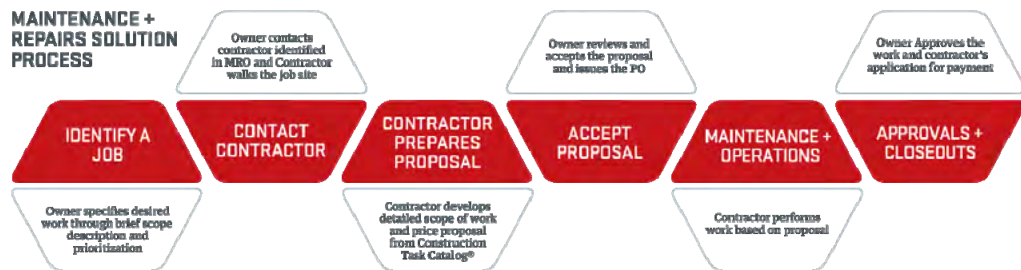 MAINTENANCE +
REPAIRS SOLUTION
PROCESS
Owner contacts
contractor identified
in MRO and Contractor
walks the job site
Owner reviews and
accepts the proposal
and issues the PO
Owner Approves the
work and contractor's
application for payment
IDENTIFY A
JOB
CONTACT
CONTRACTOR
CONTRACTOR
PREPARES
PROPOSAL
ACCEPT
PROPOSAL
MAINTENANCE +
OPERATIONS
APPROVALS +
CLOSEOUTS
Owner specifies desired
work through brief scope
description and
prioritization
Contractor develops
detailed scope of work
and price proposal
from Construction
Task Catalog®
Contractor performs
work based on proposal